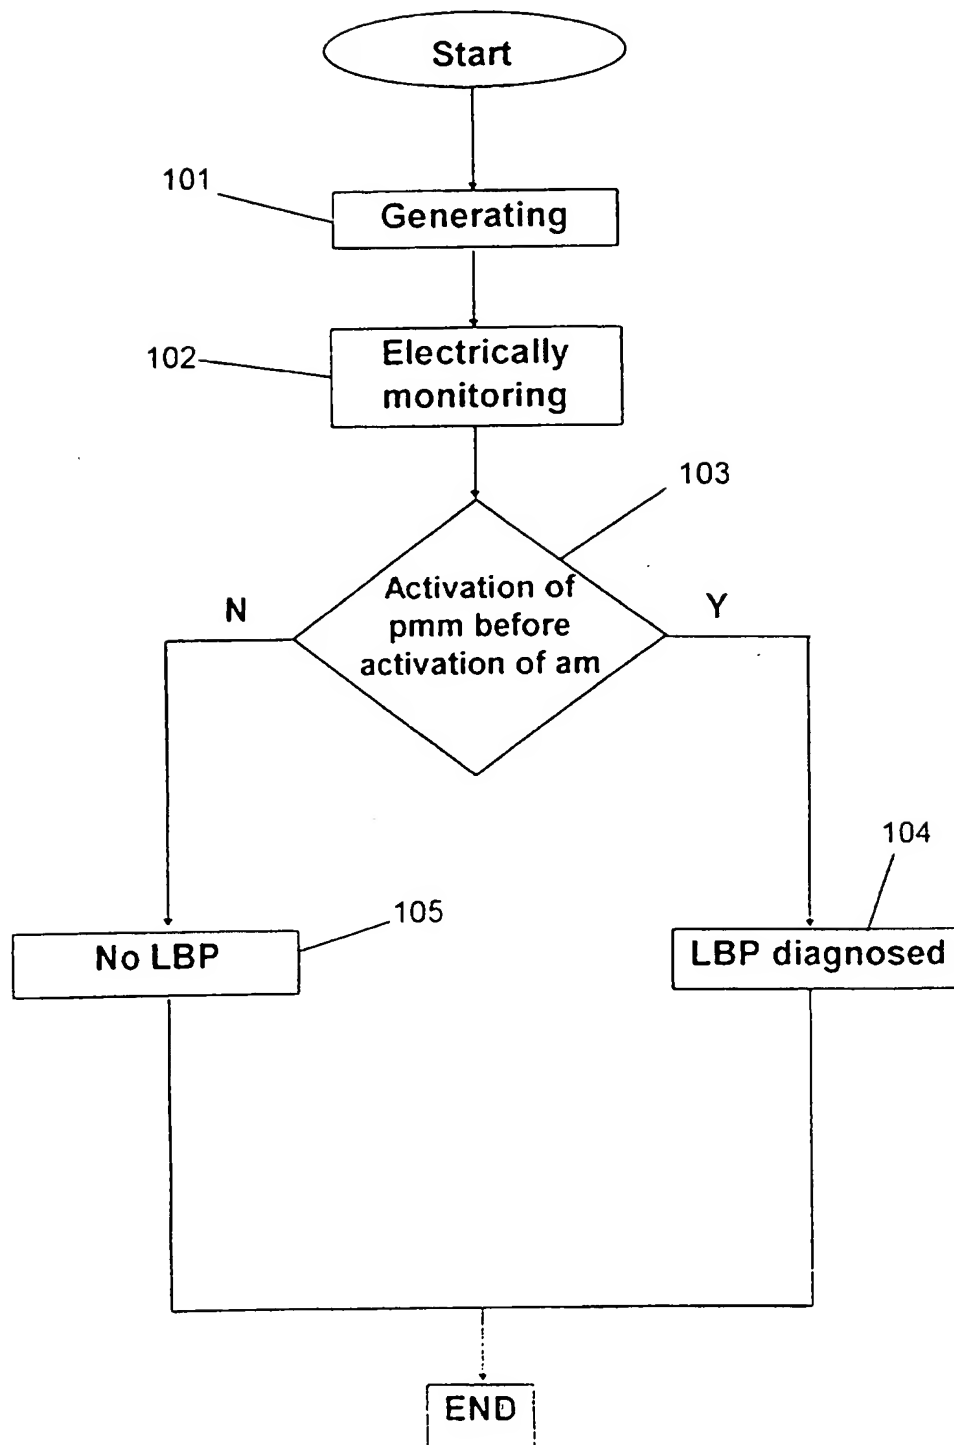 Start
101
Generating
102
Electrically
monitoring
103
Activation of
pmm before
activation of am
N
Y
104
105
No LBP
LBP diagnosed
END